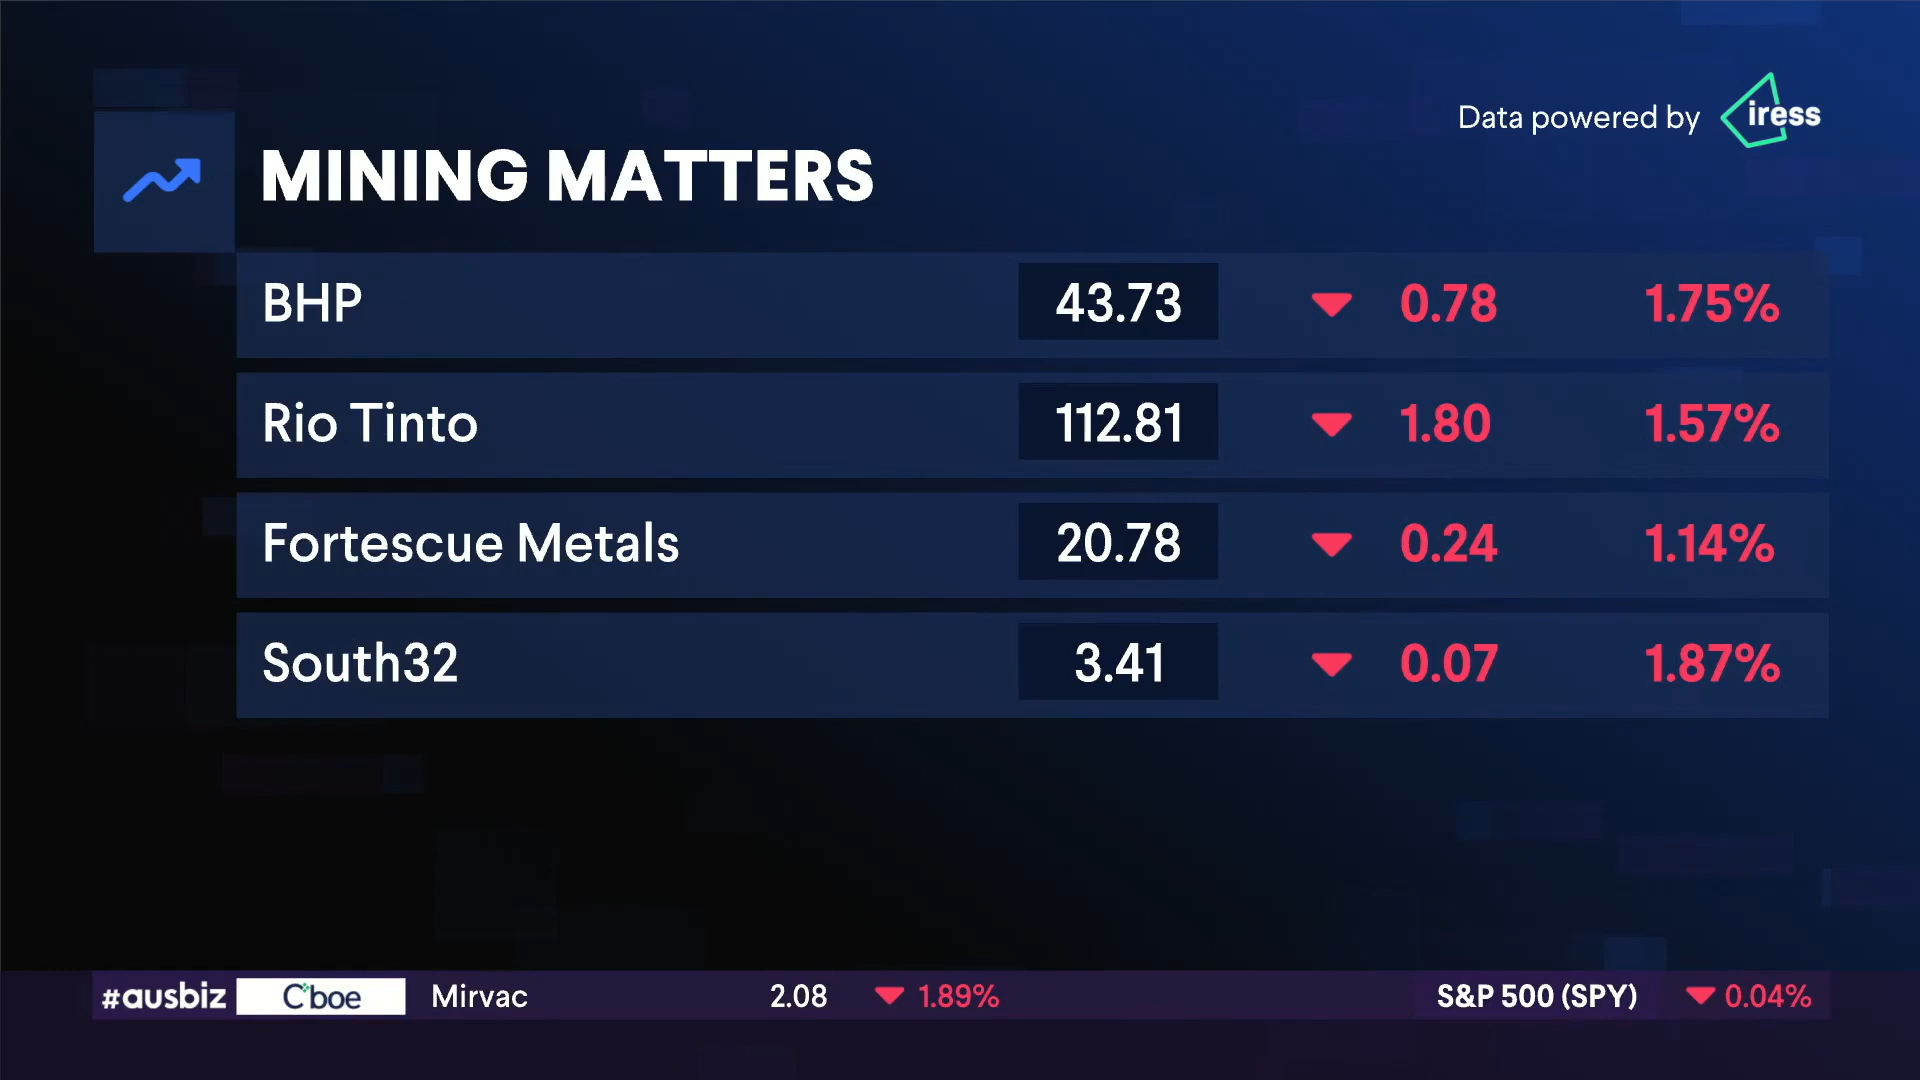 Data powered by iress
MINING MATTERS
BHP 43.73 0.78 1.75%
Rio Tinto 112.81 1.80 1.57%
Fortescue Metals 20.78 0.24 1.14%
South32 3.41 0.07 1.87%
#ausbiz Cboe Mirvac 2.08 1.89% S&P 500 (SPY) 0.04%